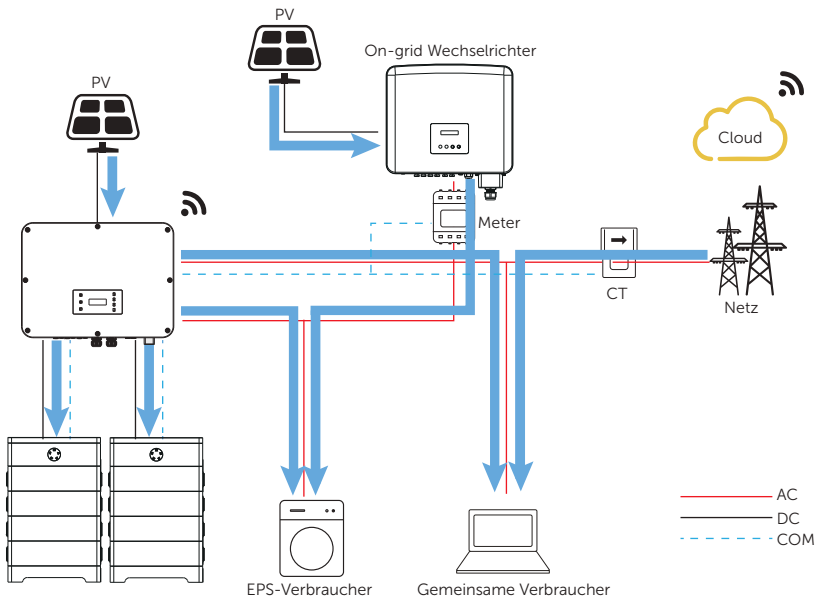 PV
On-grid Wechselrichter
PV
Cloud
Meter
CT
Netz
AC
DC
COM
EPS-Verbraucher
Gemeinsame Verbraucher